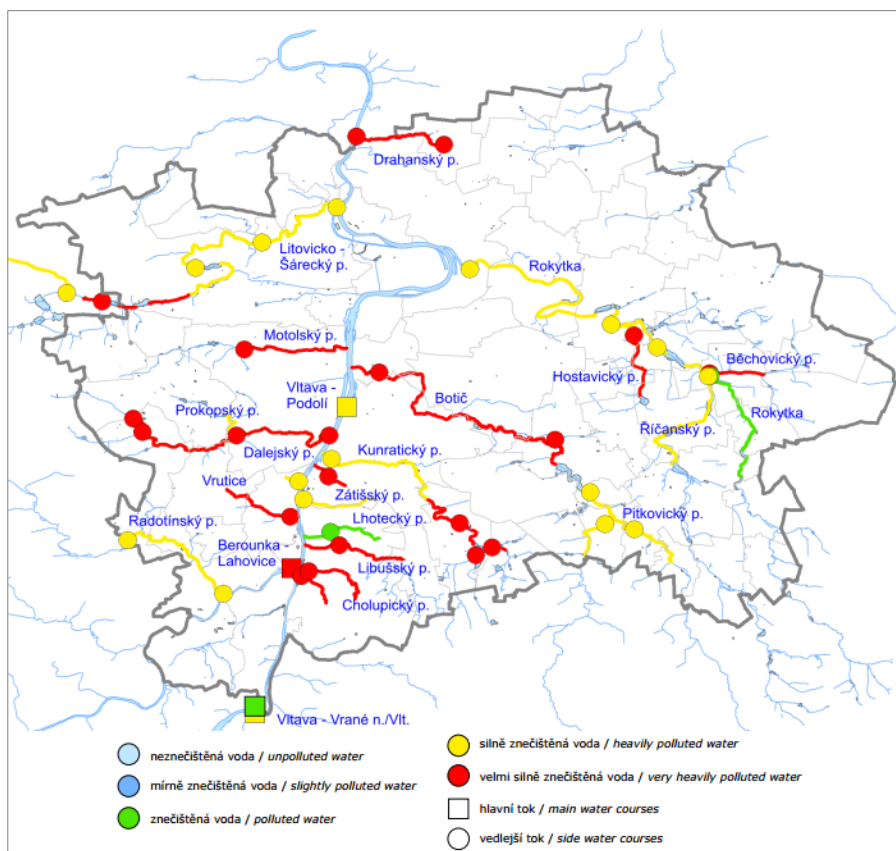 Drahanský p.
Litovicko -
Šárecký p.
Rokytka
Motolský p.
Hostavický p.
Běchovický p.
Vltava -
Podolí
Botič
Rokytka
Prokopský p.
Říčanský p.
Dalejský p.
Kunratický p.
Vrutice
Zátišský p.
Radotínský p.
Lhotecký p.
Pitkovický p.
Berounka -
Lahovice
Libušský p.
Cholupický p.
Vltava - Vrané n./Vlt.
neznečištěná voda / unpolluted water
mírně znečištěná voda / slightly polluted water
znečištěná voda / polluted water
silně znečištěná voda / heavily polluted water
velmi silně znečištěná voda / very heavily polluted water
hlavní tok / main water courses
vedlejší tok / side water courses